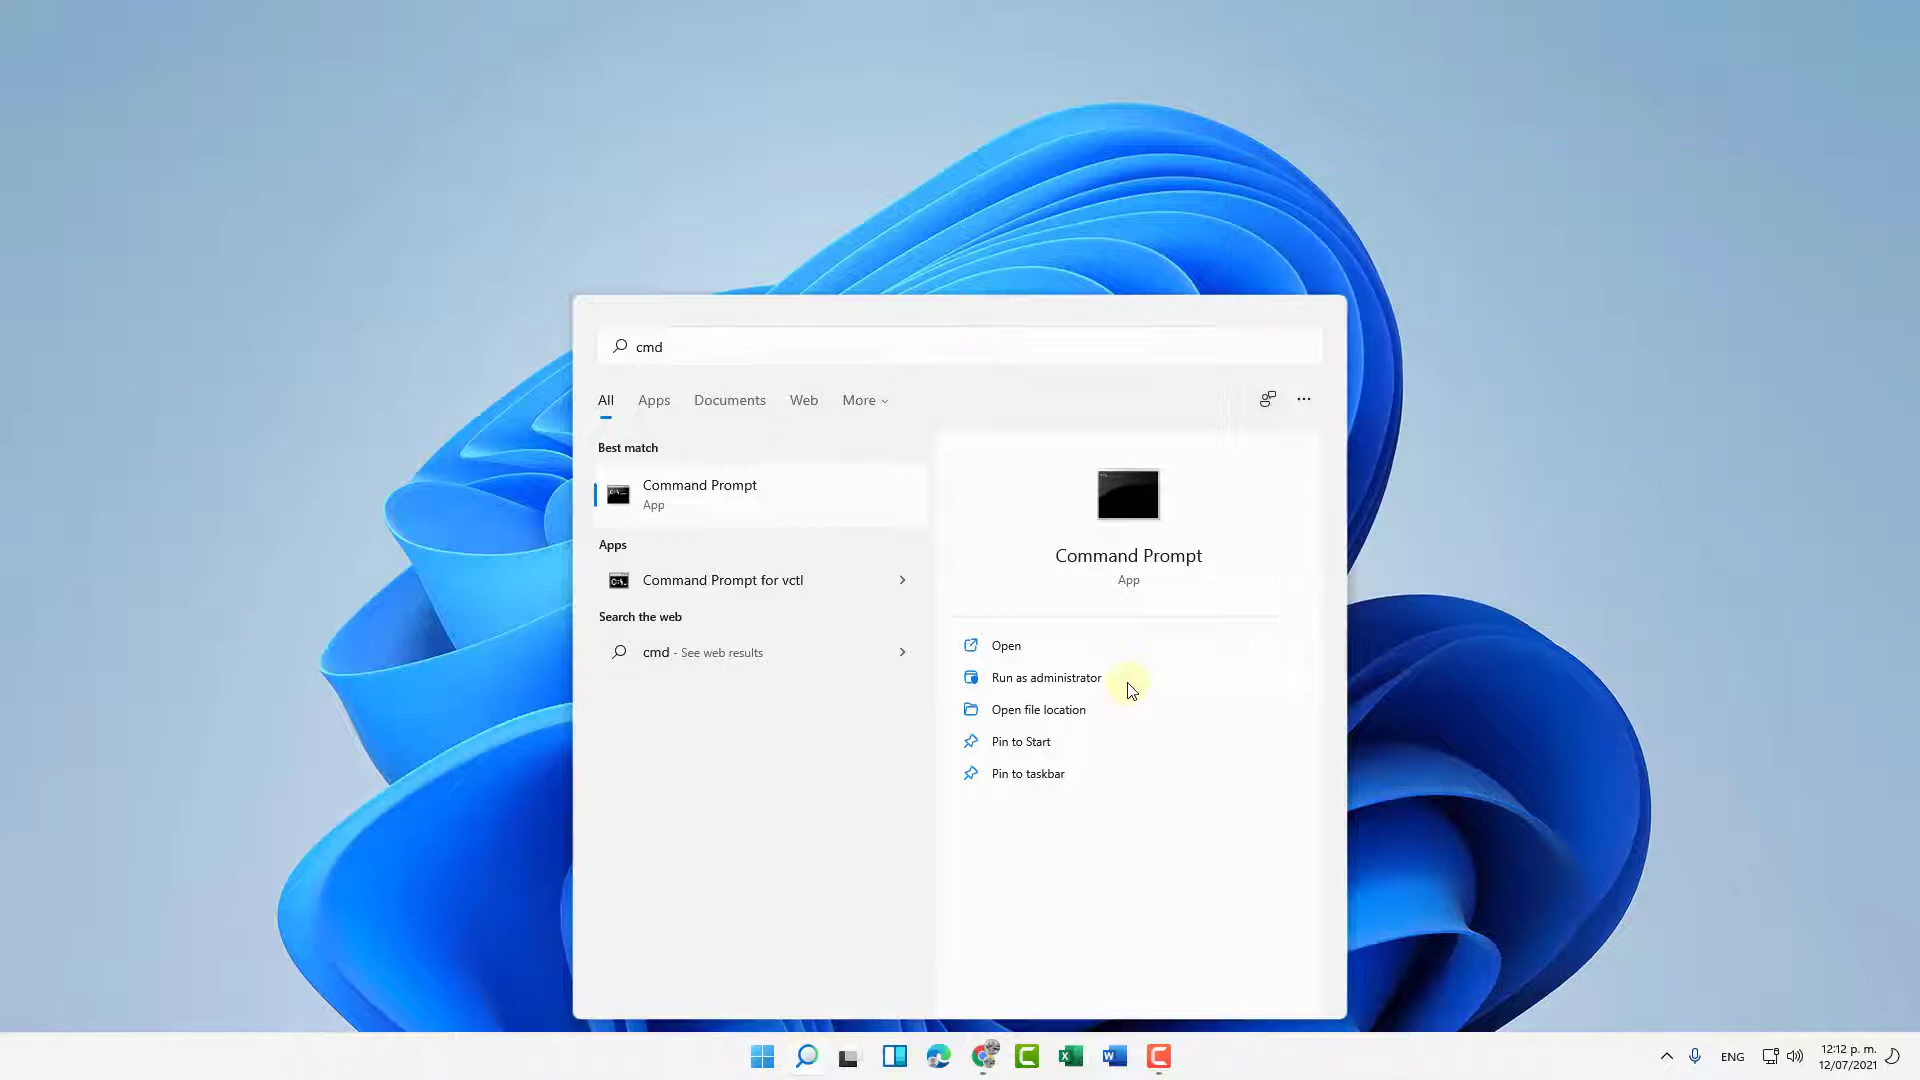 cmd
All Apps Documents Web More
Best match
Command Prompt
App
Apps
Command Prompt for vctl
Search the web
cmd - See web results
Command Prompt
App
Open
Run as administrator
Open file location
Pin to Start
Pin to taskbar
ENG
12:12 p. m.
12/07/2021